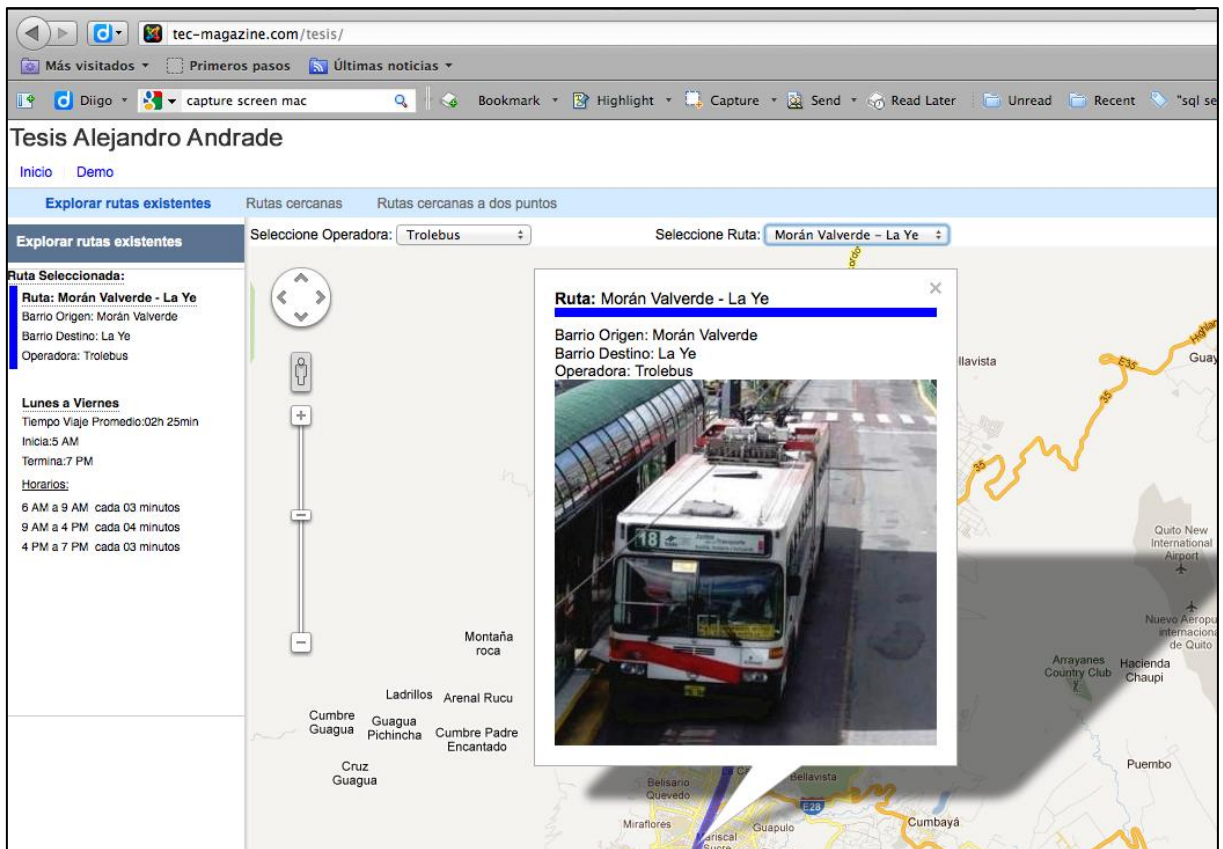 tec-magazine.com/tesis/
Más visitados
Primeros pasos
Últimas noticias
Diigo
capture screen mac
Bookmark
Highlight
Capture
Send
Read Later
Unread
Recent
"sql se
Tesis Alejandro Andrade
Inicio
Demo
Explorar rutas existentes
Rutas cercanas
Rutas cercanas a dos puntos
Explorar rutas existentes
Seleccione Operadora: Trolebus
Seleccione Ruta: Morán Valverde – La Ye
Ruta Seleccionada:
Ruta: Morán Valverde - La Ye
Barrio Origen: Morán Valverde
Barrio Destino: La Ye
Operadora: Trolebus
Lunes a Viernes
Tiempo Viaje Promedio:02h 25min
Inicia:5 AM
Termina:7 PM
Horarios:
6 AM a 9 AM cada 03 minutos
9 AM a 4 PM cada 04 minutos
4 PM a 7 PM cada 03 minutos
Ruta: Morán Valverde - La Ye
Barrio Origen: Morán Valverde
Barrio Destino: La Ye
Operadora: Trolebus
18
llavista
E35
Guay
35
35
Quito New
International
Airport
Nuevo Aeropu
internaciona
de Quito
Arrayanes
Country Club
Hacienda
Chaupi
Montaña
roca
Ladrillos
Arenal Rucu
Cumbre
Guagua
Guagua
Pichincha
Cumbre Padre
Encantado
Cruz
Guagua
Puembo
Belisario
Quevedo
Bellavista
E28
Miraflores
Mariscal
Sucre
Guapulo
Cumbayá